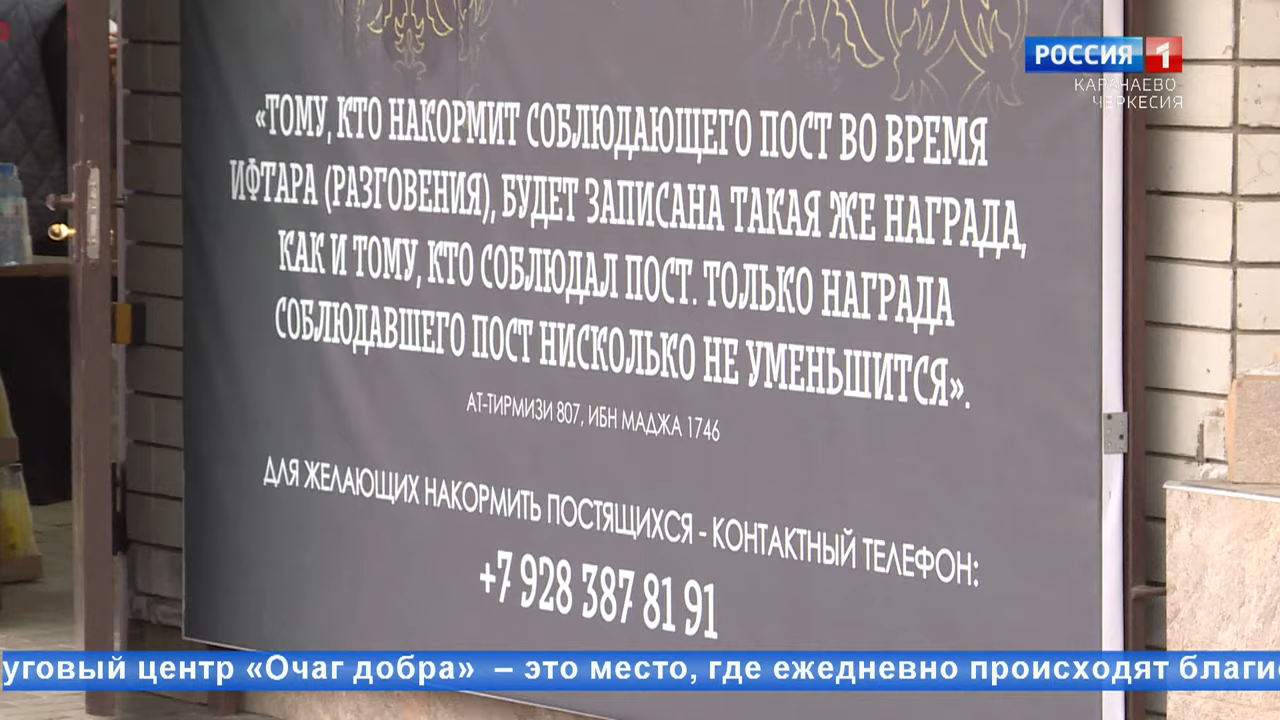 РОССИЯ 1
КАРАЧАЕВО-
ЧЕРКЕСИЯ
«ТОМУ, КТО НАКОРМИТ СОБЛЮДАЮЩЕГО ПОСТ ВО ВРЕМЯ
ИФТАРА (РАЗГОВЕНИЯ), БУДЕТ ЗАПИСАНА ТАКАЯ ЖЕ НАГРАДА,
КАК И ТОМУ, КТО СОБЛЮДАЛ ПОСТ. ТОЛЬКО НАГРАДА
СОБЛЮДАВШЕГО ПОСТ НИСКОЛЬКО НЕ УМЕНЬШИТСЯ».
АТ-ТИРМИЗИ 807, ИБН МАДЖА 1746
ДЛЯ ЖЕЛАЮЩИХ НАКОРМИТЬ ПОСТЯЩИХСЯ - КОНТАКТНЫЙ ТЕЛЕФОН:
+7 928 387 81 91
уговый центр «Очаг добра» – это место, где ежедневно происходят благи